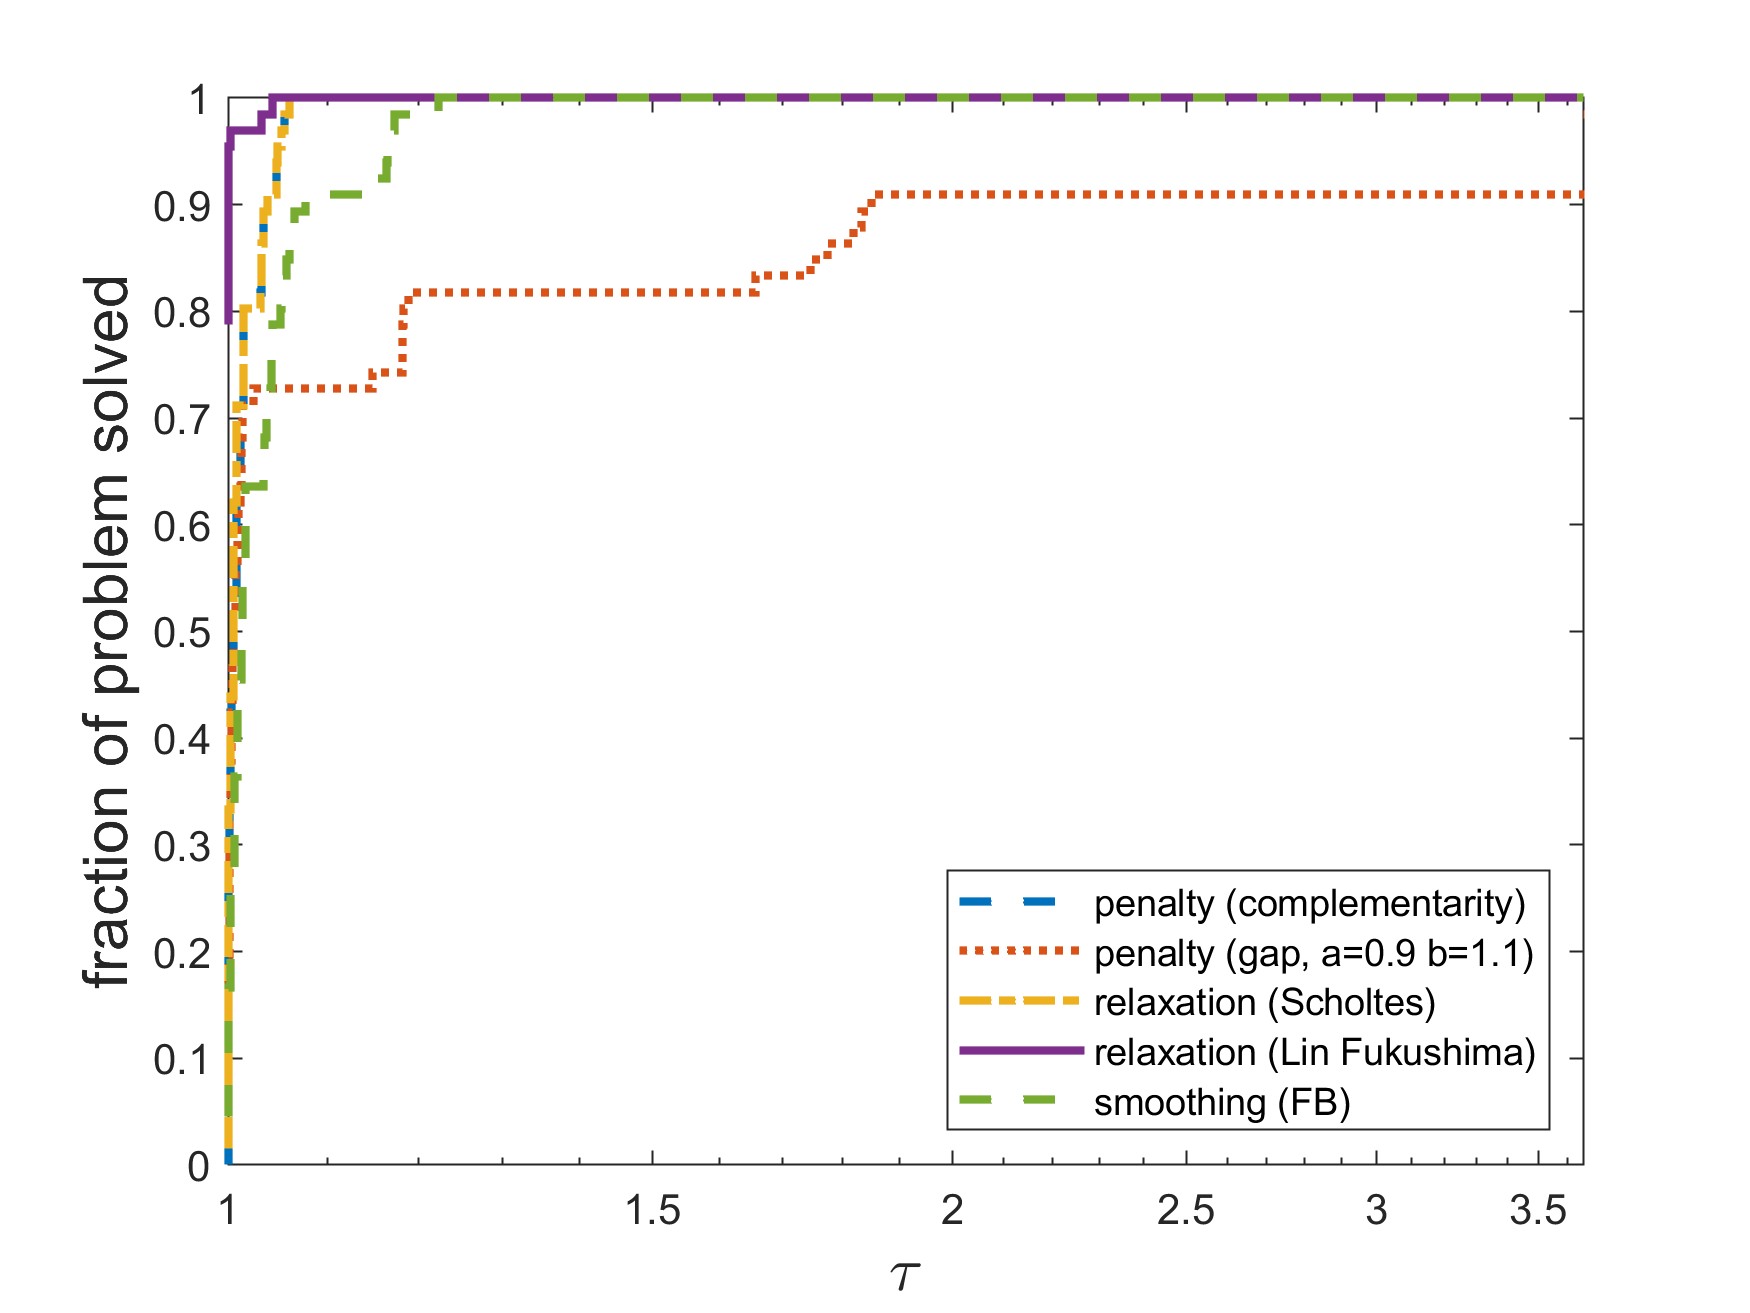 1
0.9
0.8
0.7
0.6
0.5
0.4
0.3
0.2
0.1
0
fraction of problem solved
penalty (complementarity)
penalty (gap, a=0.9 b=1.1)
relaxation (Scholtes)
relaxation (Lin Fukushima)
smoothing (FB)
1 1.5 2 2.5 3 3.5
τ